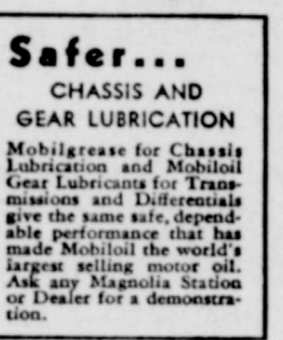 Safer...
CHASSIS AND
GEAR LUBRICATION
Mobilgrease for Chassis
Lubrication and Mobiloil
Gear Lubricants for Trans-
missions and Differentials
give the same safe, depend-
able performance that has
made Mobiloil the world's
largest selling motor oil.
Ask any Magnolia Station
or Dealer for a demonstra-
tion.